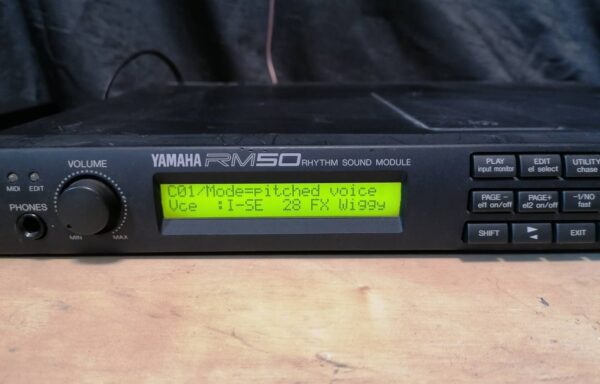 YAMAHA RM50 RHYTHM SOUND MODULE
VOLUME
MIDI EDIT
PHONES
MIN MAX
C01/Mode=pitched voice
Vce :I-SE 28 FX Wiggy
PLAY
input monitor
EDIT
el select
UTILITY
chase
PAGE-
el1 on/off
PAGE+
el2 on/off
-1/NO
fast
SHIFT
EXIT